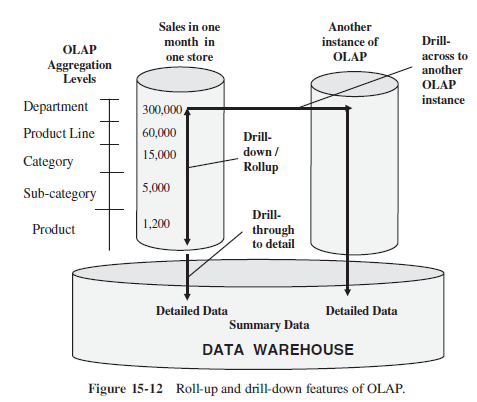 Sales in one
month in
one store
Another
instance of
OLAP
Drill-
across to
another
OLAP
instance
OLAP
Aggregation
Levels
Department
300,000
Product Line
60,000
Category
15,000
Sub-category
5,000
Product
1,200
Drill-
down /
Rollup
Drill-
through
to detail
Detailed Data
Detailed Data
Summary Data
DATA WAREHOUSE
Figure 15-12 Roll-up and drill-down features of OLAP.